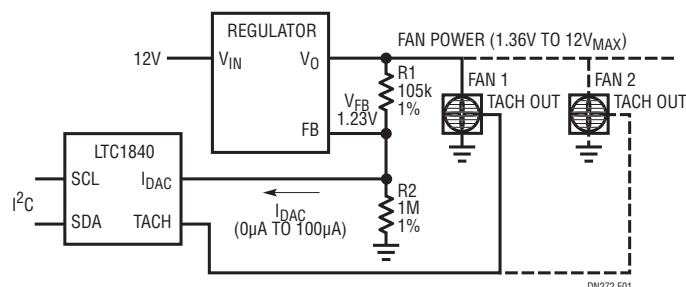 REGULATOR
FAN POWER (1.36V TO 12VMAX)
12V
VIN
VO
R1
105k
1%
FAN 1
TACH OUT
FAN 2
TACH OUT
VFB
1.23V
FB
LTC1840
SCL
IDAC
I2C
SDA
TACH
IDAC
(0µA TO 100µA)
R2
1M
1%
DN272 F01